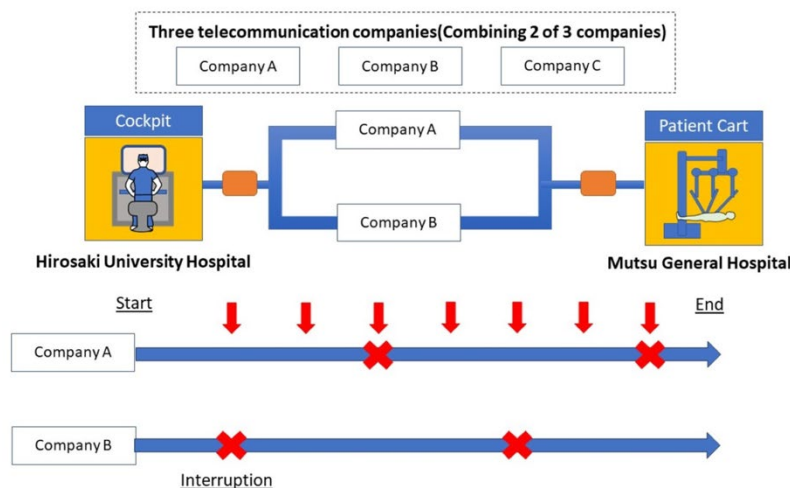 Three telecommunication companies(Combining 2 of 3 companies)
Company A
Company B
Company C
Cockpit
Company A
Patient Cart
Company B
Hirosaki University Hospital
Mutsu General Hospital
Start
End
Company A
Company B
Interruption